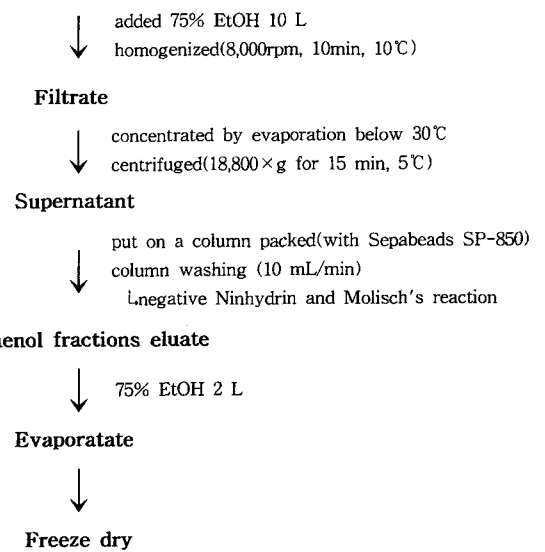 added 75% EtOH 10 L
homogenized(8,000rpm, 10min, 10℃)
Filtrate
concentrated by evaporation below 30℃
centrifuged(18,800×g for 15 min, 5℃)
Supernatant
put on a column packed(with Sepabeads SP-850)
column washing (10 mL/min)
negative Ninhydrin and Molisch's reaction
enol fractions eluate
75% EtOH 2 L
Evaporatate
Freeze dry